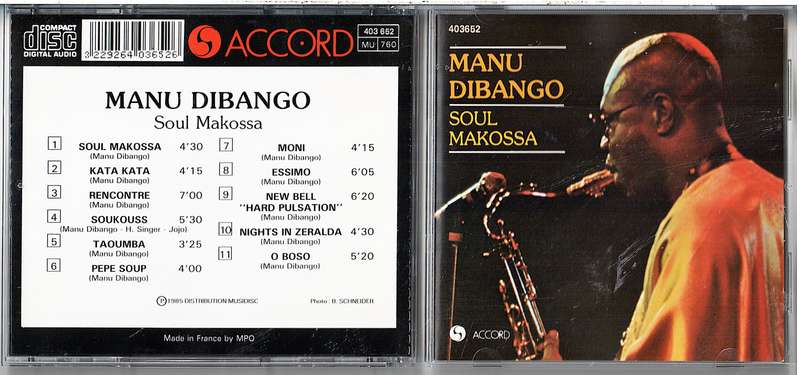 COMPACT
disc
DIGITAL AUDIO
3 229264 036526
ACCORD
403 652
MU 760
MANU DIBANGO
Soul Makossa
1 SOUL MAKOSSA 4'30
(Manu Dibango)
2 KATA KATA 4'15
(Manu Dibango)
3 RENCONTRE 7'00
(Manu Dibango)
4 SOUKOUSS 5'30
(Manu Dibango - H. Singer - Jojo)
5 TAOUMBA 3'25
(Manu Dibango)
6 PEPE SOUP 4'00
(Manu Dibango)
7 MONI 4'15
(Manu Dibango)
8 ESSIMO 6'05
(Manu Dibango)
9 NEW BELL 6'20
"HARD PULSATION"
(Manu Dibango)
10 NIGHTS IN ZERALDA 4'30
(Manu Dibango)
11 O BOSO 5'20
(Manu Dibango)
Ⓟ 1985 DISTRIBUTION MUSIDISC
Photo : B. SCHNEIDER
Made in France by MPO
403652
MANU
DIBANGO
SOUL
MAKOSSA
ACCORD